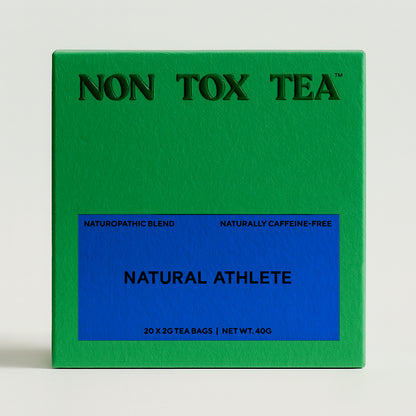 NON TOX TEA™
NATUROPATHIC BLEND NATURALLY CAFFEINE-FREE
NATURAL ATHLETE
20 X 2G TEA BAGS | NET WT. 40G